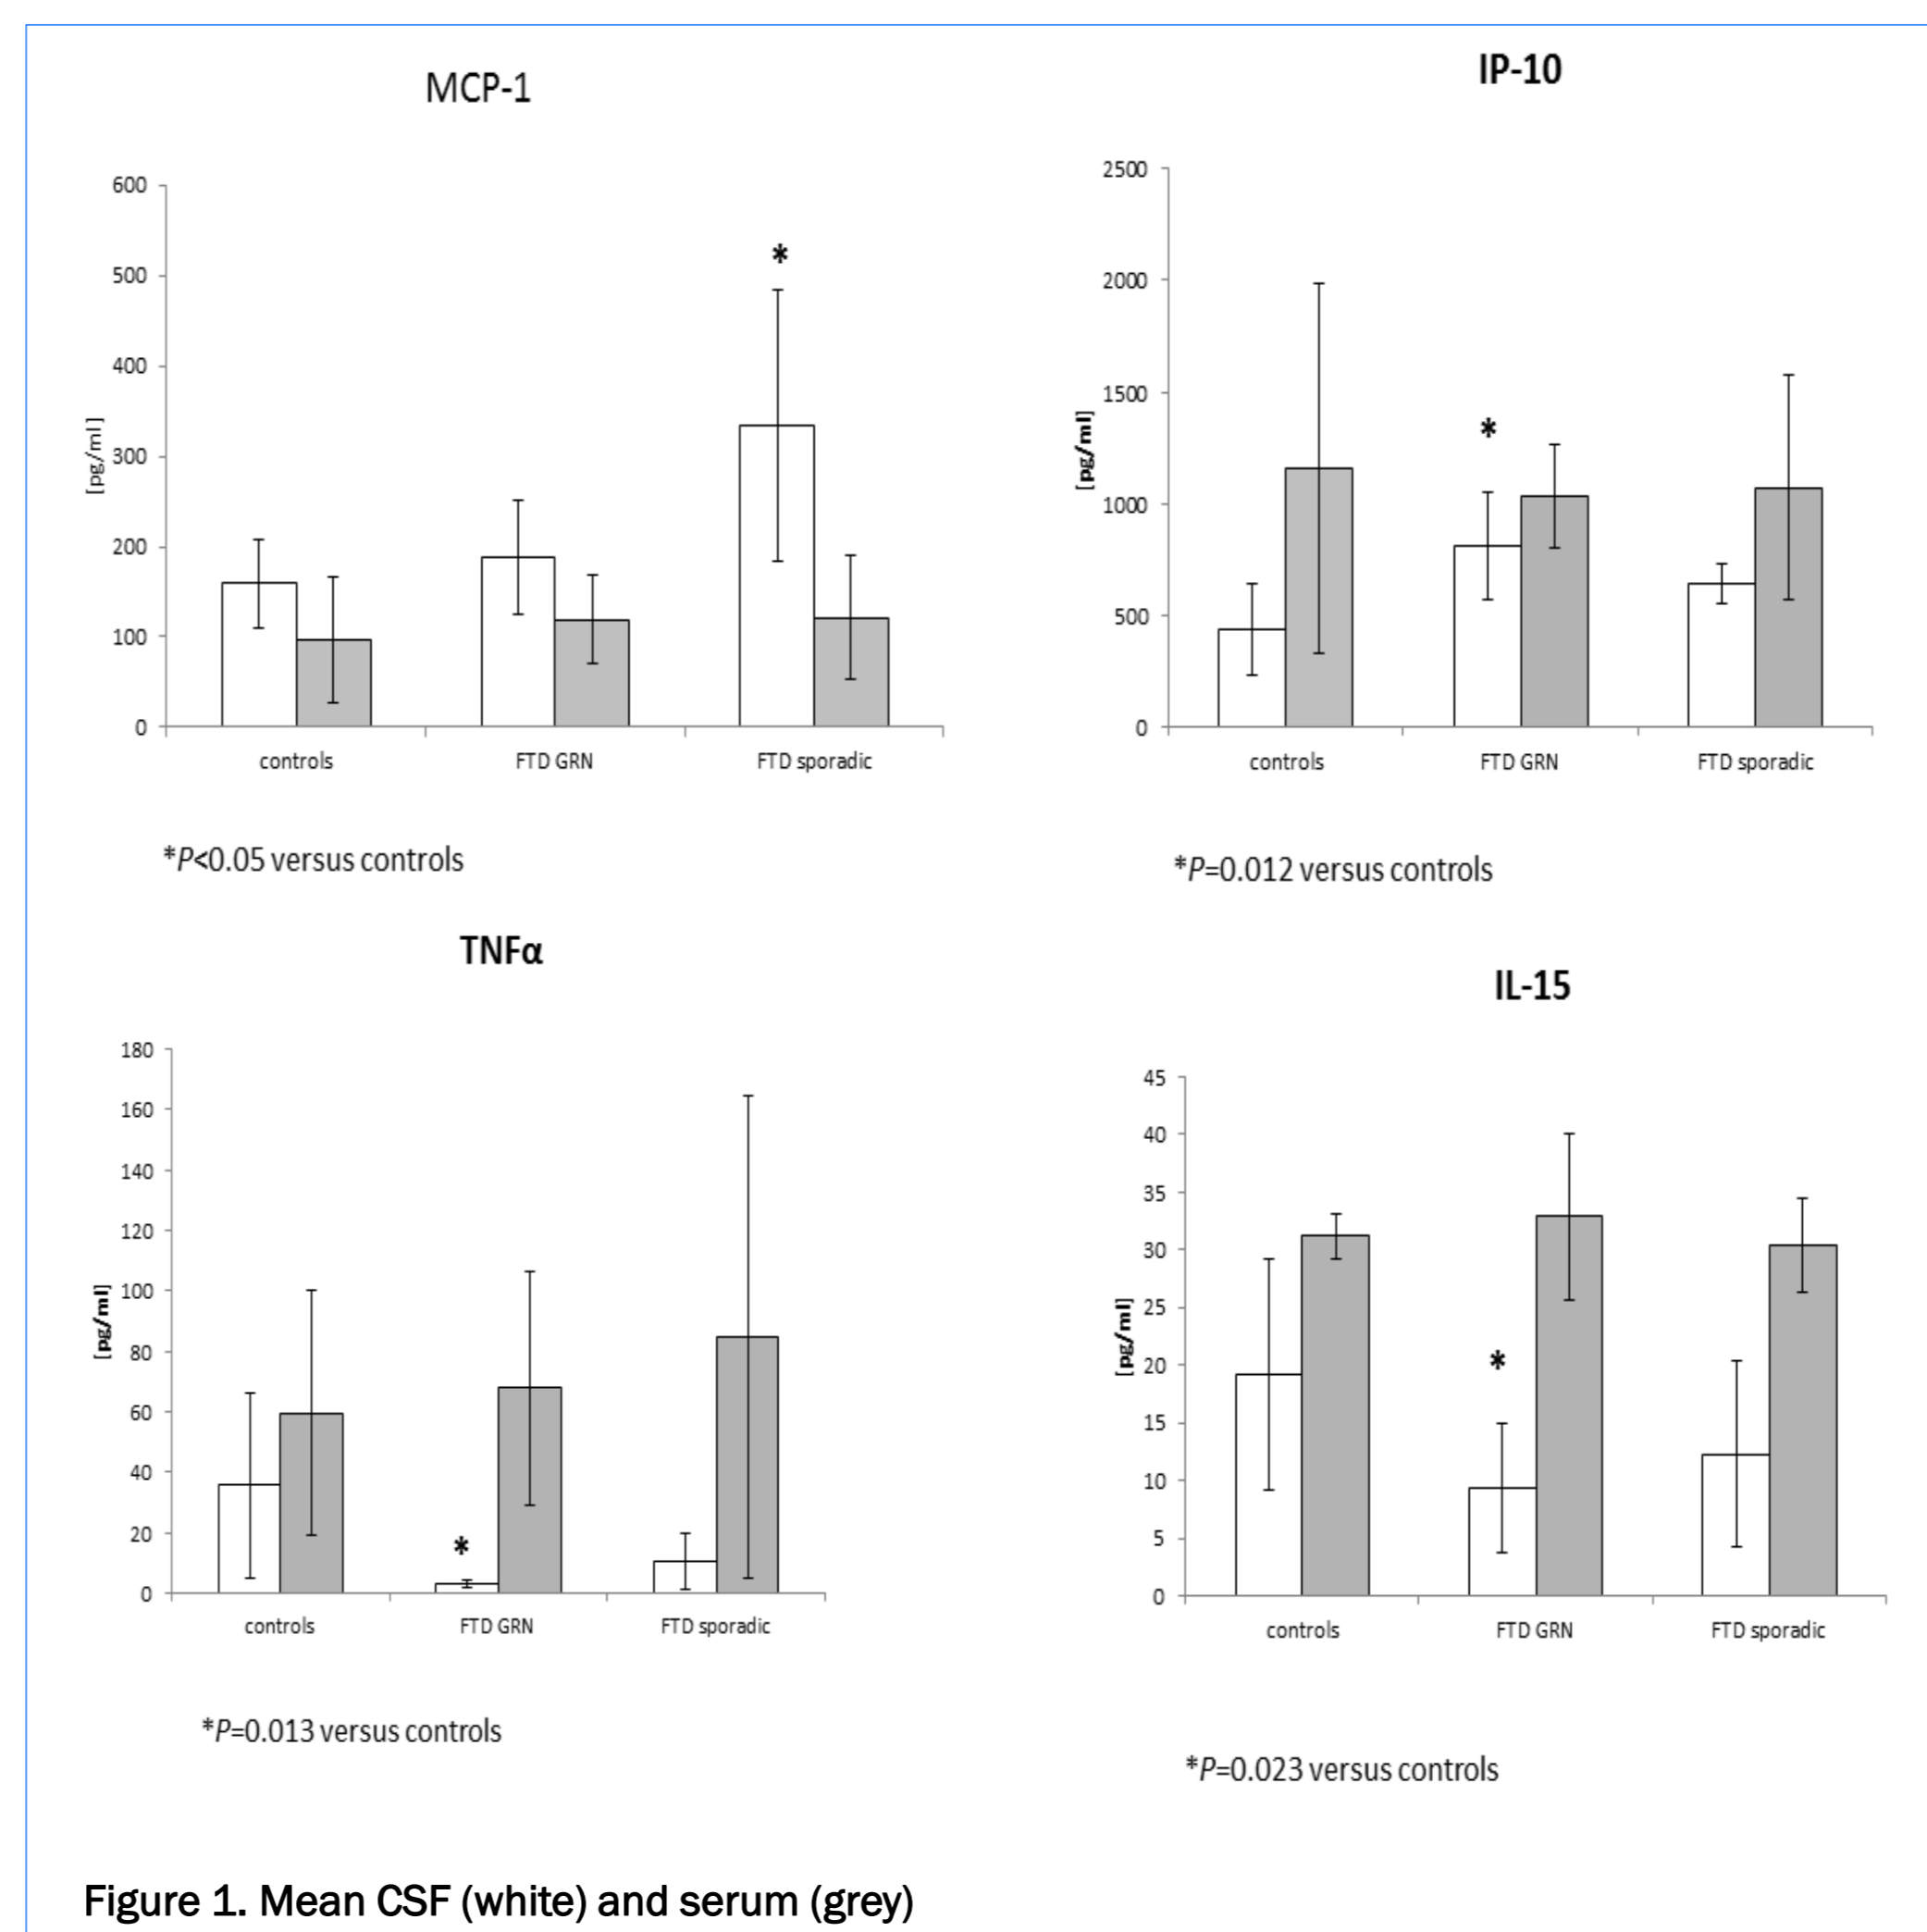 MCP-1
600
500
400
300
200
100
0
[pg/ml]
*
controls
FTD GRN
FTD sporadic
*P<0.05 versus controls
IP-10
2500
2000
1500
1000
500
0
[pg/ml]
*
controls
FTD GRN
FTD sporadic
*P=0.012 versus controls
TNFα
180
160
140
120
100
80
60
40
20
0
[pg/ml]
*
controls
FTD GRN
FTD sporadic
*P=0.013 versus controls
IL-15
45
40
35
30
25
20
15
10
5
0
[pg/ml]
*
controls
FTD GRN
FTD sporadic
*P=0.023 versus controls
Figure 1. Mean CSF (white) and serum (grey)